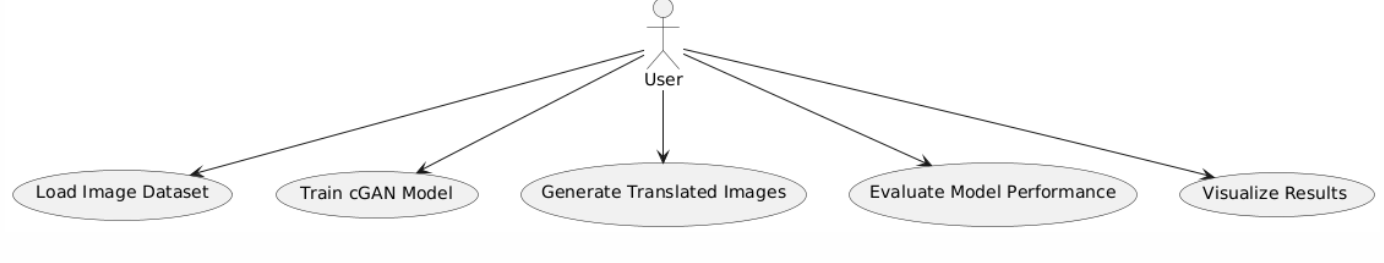 User
Load Image Dataset
Train cGAN Model
Generate Translated Images
Evaluate Model Performance
Visualize Results